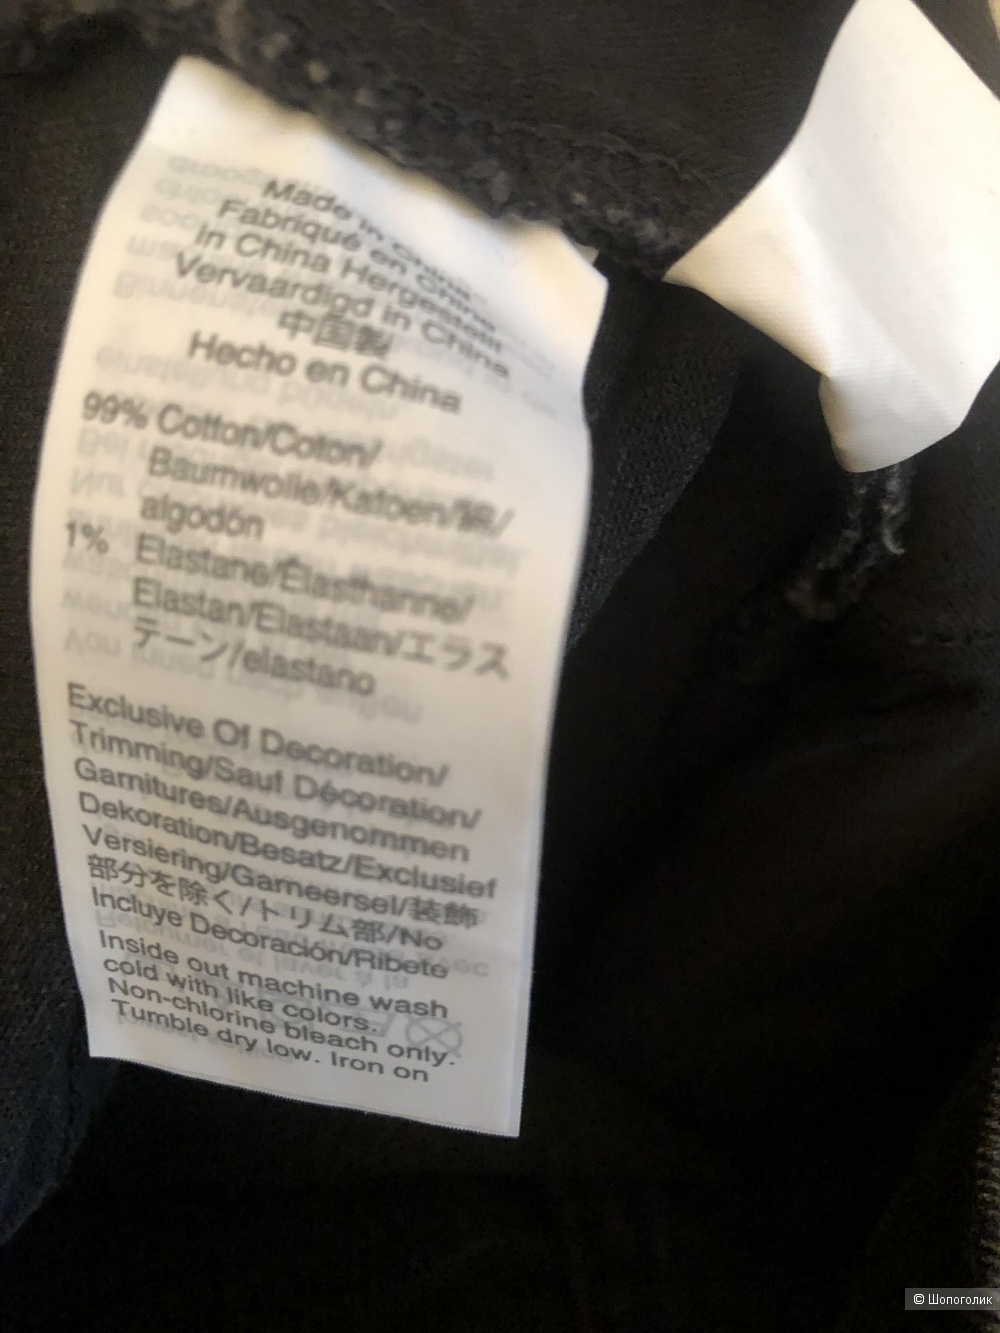 Made in China
Fabriqué en Chine
in China Hergestellt
Vervaardigd in China
中国製
Hecho en China
99% Cotton/Coton/
Baumwolle/Katoen/綿/
algodón
1% Elastane/Élasthanne/
Elastan/Elastaan/エラス
テーン/elastano
Exclusive Of Decoration/
Trimming/Sauf Décoration/
Garnitures/Ausgenommen
Dekoration/Besatz/Exclusief
Versiering/Garneersel/装飾
部分を除く/トリム部/No
Incluye Decoración/Ribete
Inside out machine wash
cold with like colors.
Non-chlorine bleach only.
Tumble dry low. Iron on
© Шопоголик